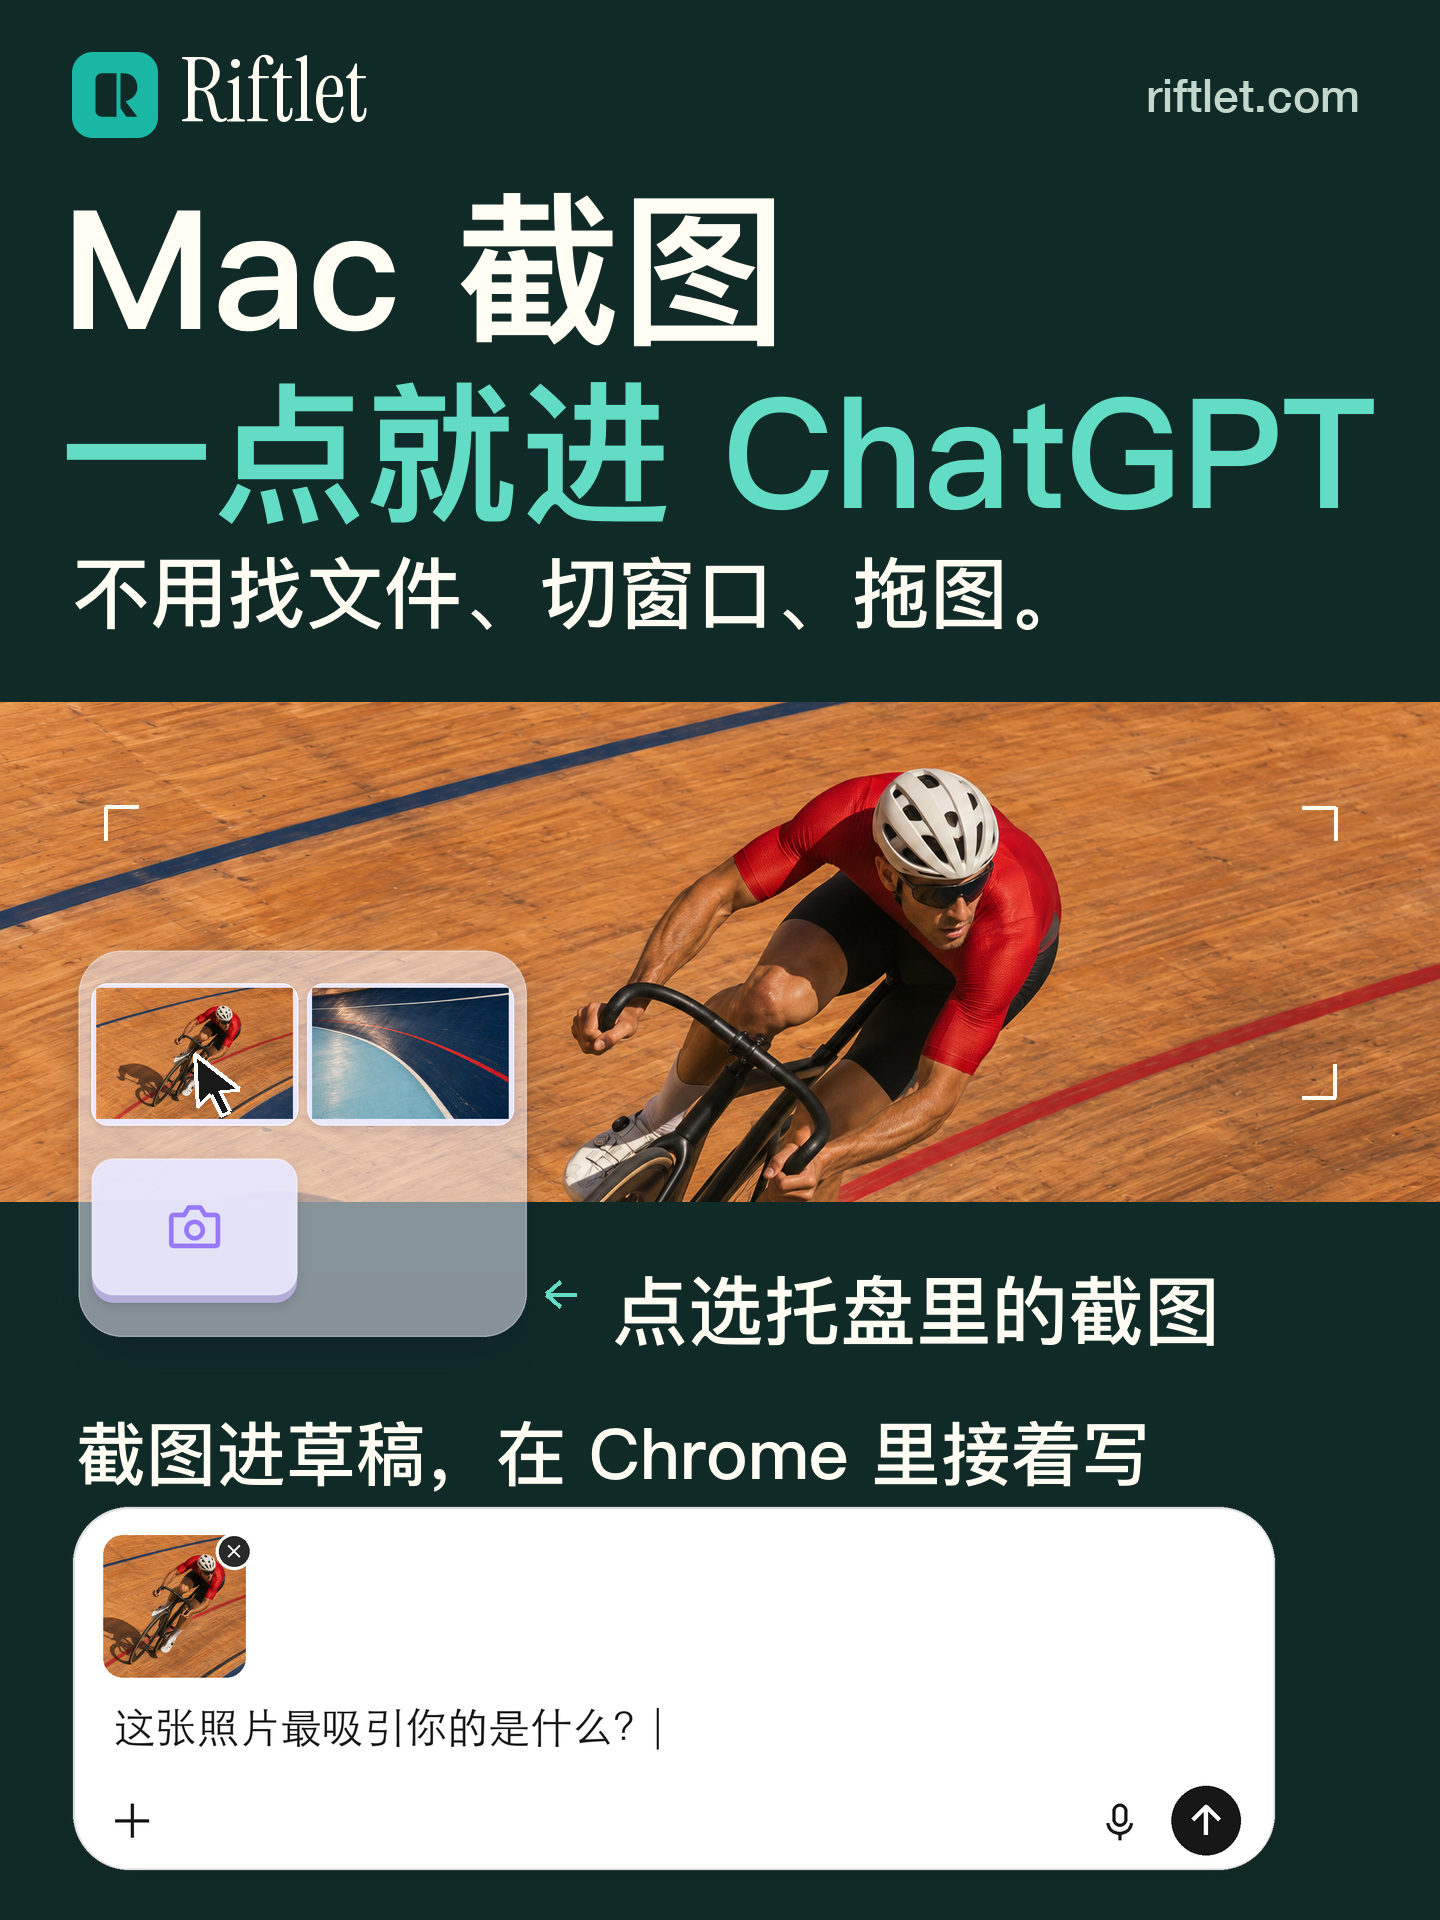 Riftlet
riftlet.com
Mac 截图
一点就进 ChatGPT
不用找文件、切窗口、拖图。
点选托盘里的截图
截图进草稿，在 Chrome 里接着写
这张照片最吸引你的是什么？